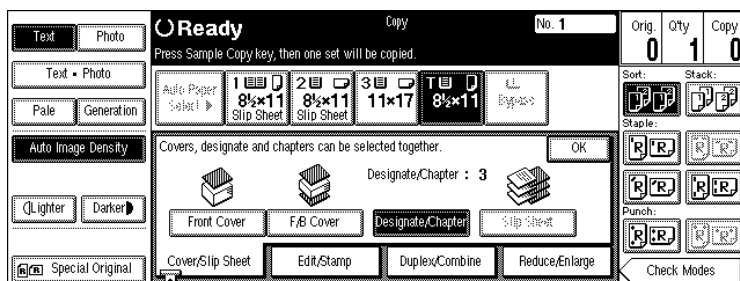 Text
Photo
Text • Photo
Pale
Generation
Auto Image Density
Lighter
Darker
Special Original
Ready
Copy
No. 1
Press Sample Copy key, then one set will be copied.
Auto Paper
Select
1
8½×11
Slip Sheet
2
8½×11
Slip Sheet
3
11×17
T
8½×11
Bypass
Covers, designate and chapters can be selected together.
OK
Designate/Chapter : 3
Front Cover
F/B Cover
Designate/Chapter
Slip Sheet
Cover/Slip Sheet
Edit/Stamp
Duplex/Combine
Reduce/Enlarge
Orig.
Q'ty
Copy
0
1
0
Sort:
Stack:
Staple:
Punch:
Check Modes